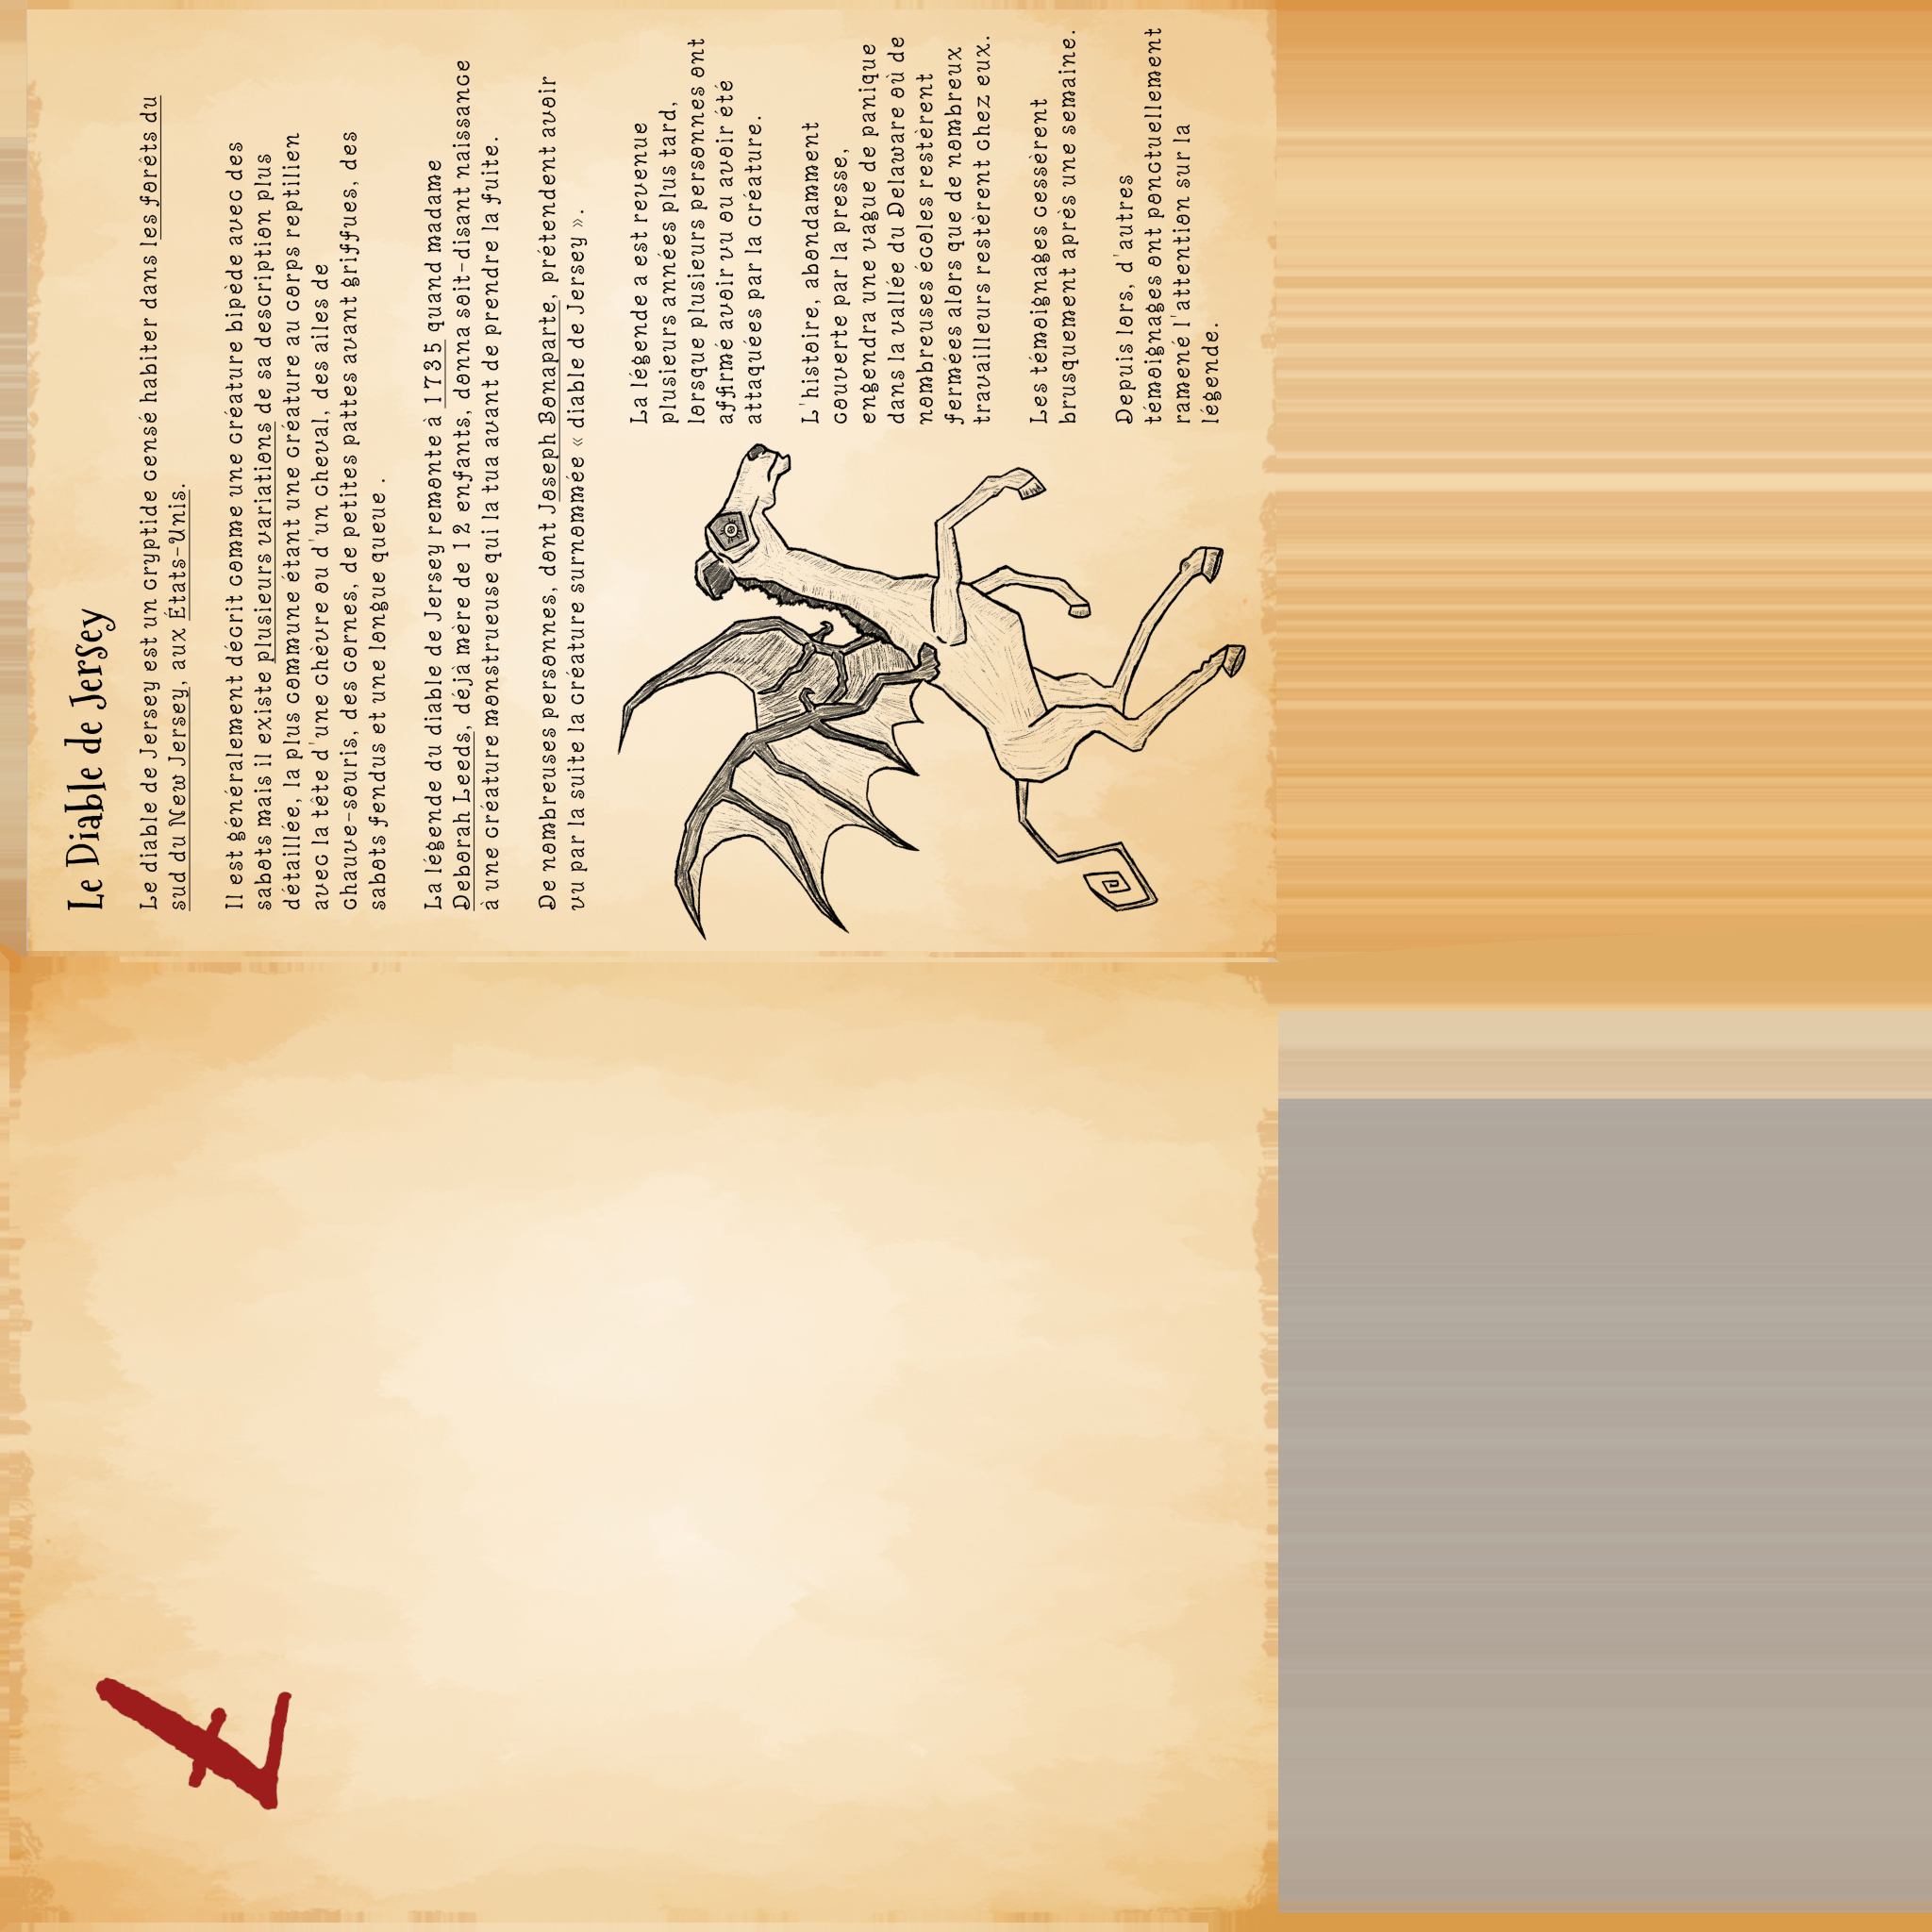 Le Diable de Jersey
Le diable de Jersey est un cryptide censé habiter dans les forêts du
sud du New Jersey, aux États-Unis.
Il est généralement décrit comme une créature bipède avec des
sabots mais il existe plusieurs variations de sa description plus
détaillée, la plus commune étant une créature au corps reptilien
avec la tête d'une chèvre ou d'un cheval, des ailes de
chauve-souris, des cornes, de petites pattes avant griffues, des
sabots fendus et une longue queue .
La légende du diable de Jersey remonte à 1735 quand madame
Deborah Leeds, déjà mère de 12 enfants, donna soit-disant naissance
à une créature monstrueuse qui la tua avant de prendre la fuite.
De nombreuses personnes, dont Joseph Bonaparte, prétendent avoir
vu par la suite la créature surnommée « diable de Jersey ».
La légende a est revenue
plusieurs années plus tard,
lorsque plusieurs personnes ont
affirmé avoir vu ou avoir été
attaquées par la créature.
L'histoire, abondamment
couverte par la presse,
engendra une vague de panique
dans la vallée du Delaware où de
nombreuses écoles restèrent
fermées alors que de nombreux
travailleurs restèrent chez eux.
Les témoignages cessèrent
brusquement après une semaine.
Depuis lors, d'autres
témoignages ont ponctuellement
ramené l'attention sur la
légende.